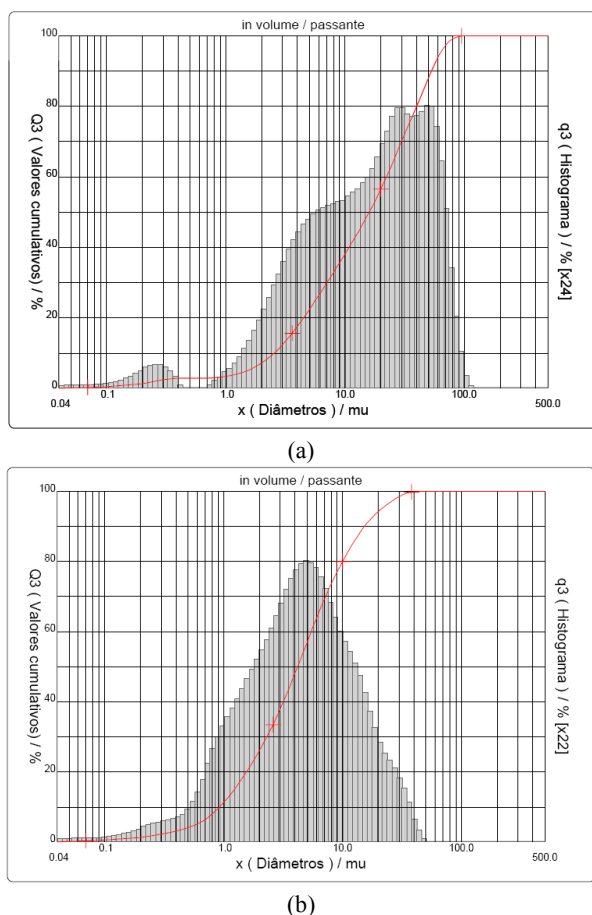 in volume / passante
100
80
60
40
20
0
Q3 ( Valores cumulativos) / %
q3 ( Histograma ) / % [x24]
0.04 0.1 1.0 10.0 100.0 500.0
x ( Diâmetros ) / mu
(a)
in volume / passante
100
80
60
40
20
0
Q3 ( Valores cumulativos) / %
q3 ( Histograma ) / % [x22]
0.04 0.1 1.0 10.0 100.0 500.0
x ( Diâmetros ) / mu
(b)